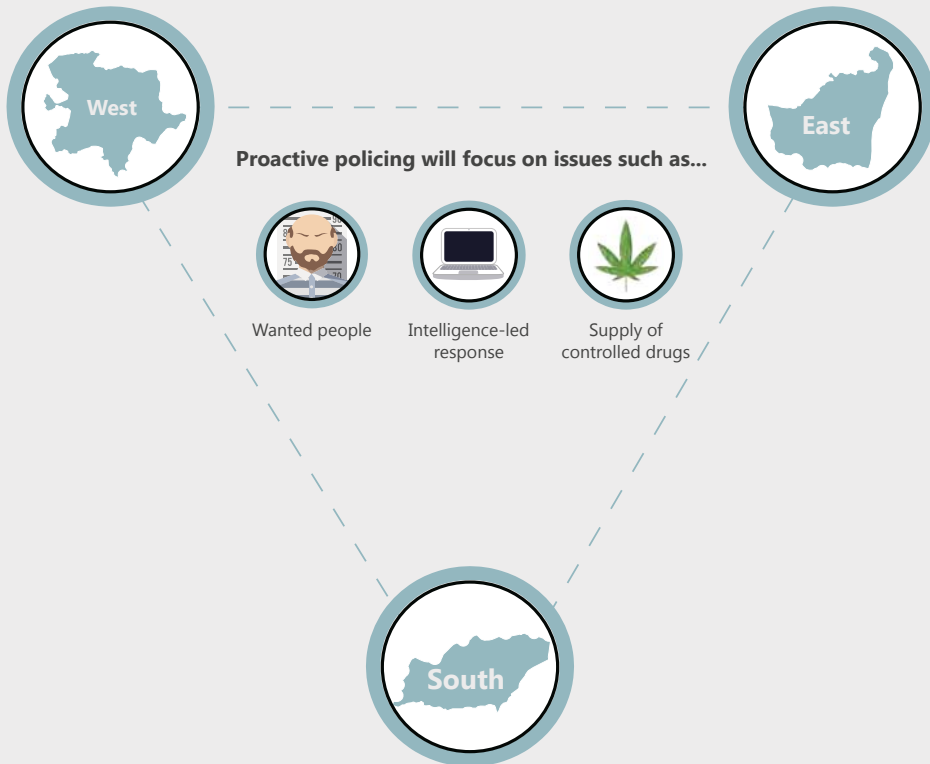 West
East
Proactive policing will focus on issues such as...
Wanted people
Intelligence-led
response
Supply of
controlled drugs
South